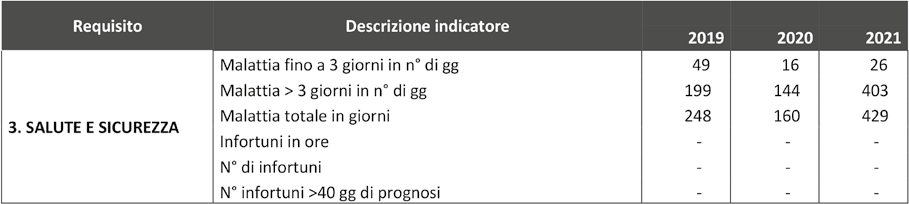 Requisito Descrizione indicatore 2019 2020 2021
Malattia fino a 3 giorni in n° di gg 49 16 26
Malattia > 3 giorni in n° di gg 199 144 403
3. SALUTE E SICUREZZA Malattia totale in giorni 248 160 429
Infortuni in ore - - -
N° di infortuni - - -
N° infortuni >40 gg di prognosi - - -